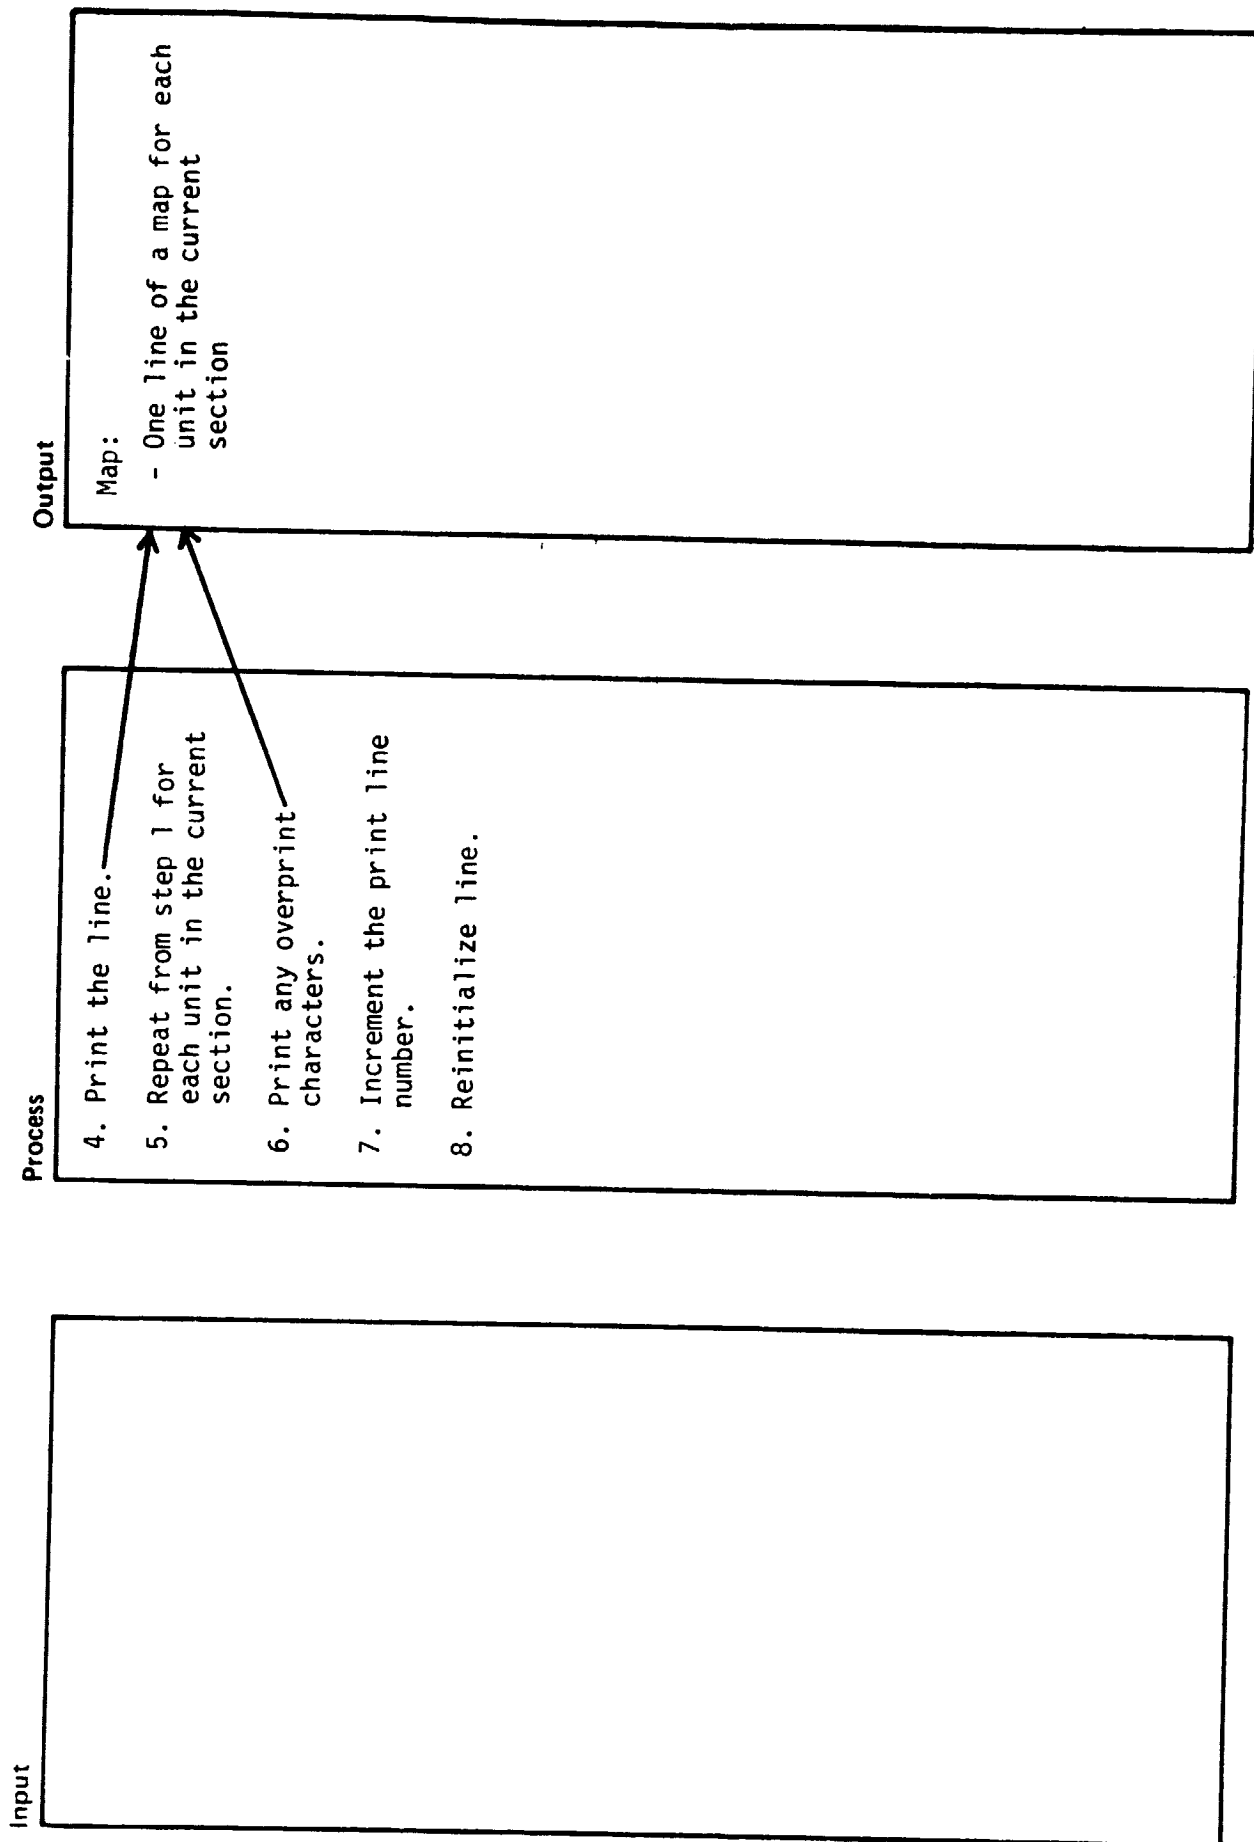 Input
Process
4. Print the line.
5. Repeat from step 1 for
each unit in the current
section.
6. Print any overprint
characters.
7. Increment the print line
number.
8. Reinitialize line.
Output
Map:
- One line of a map for each
unit in the current
section